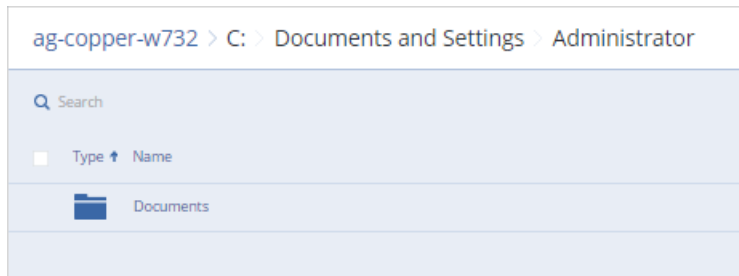 ag-copper-w732 > C: > Documents and Settings > Administrator
Search
Type Name
Documents